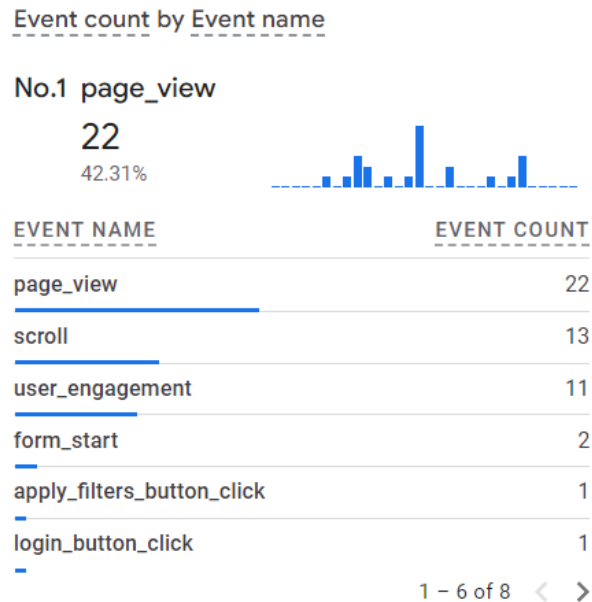 Event count by Event name
No.1 page_view
22
42.31%
EVENT NAME EVENT COUNT
page_view 22
scroll 13
user_engagement 11
form_start 2
apply_filters_button_click 1
login_button_click 1
1 – 6 of 8